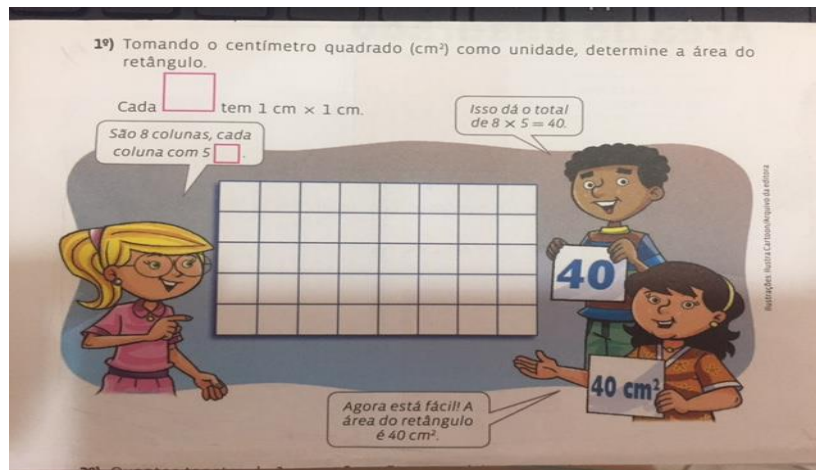 1º) Tomando o centímetro quadrado (cm²) como unidade, determine a área do
retângulo.
Cada tem 1 cm × 1 cm.
Isso dá o total
de 8 × 5 = 40.
São 8 colunas, cada
coluna com 5 .
40
40 cm²
Agora está fácil! A
área do retângulo
é 40 cm².
Ilustrações: Ilustra Cartoon/Arquivo da editora